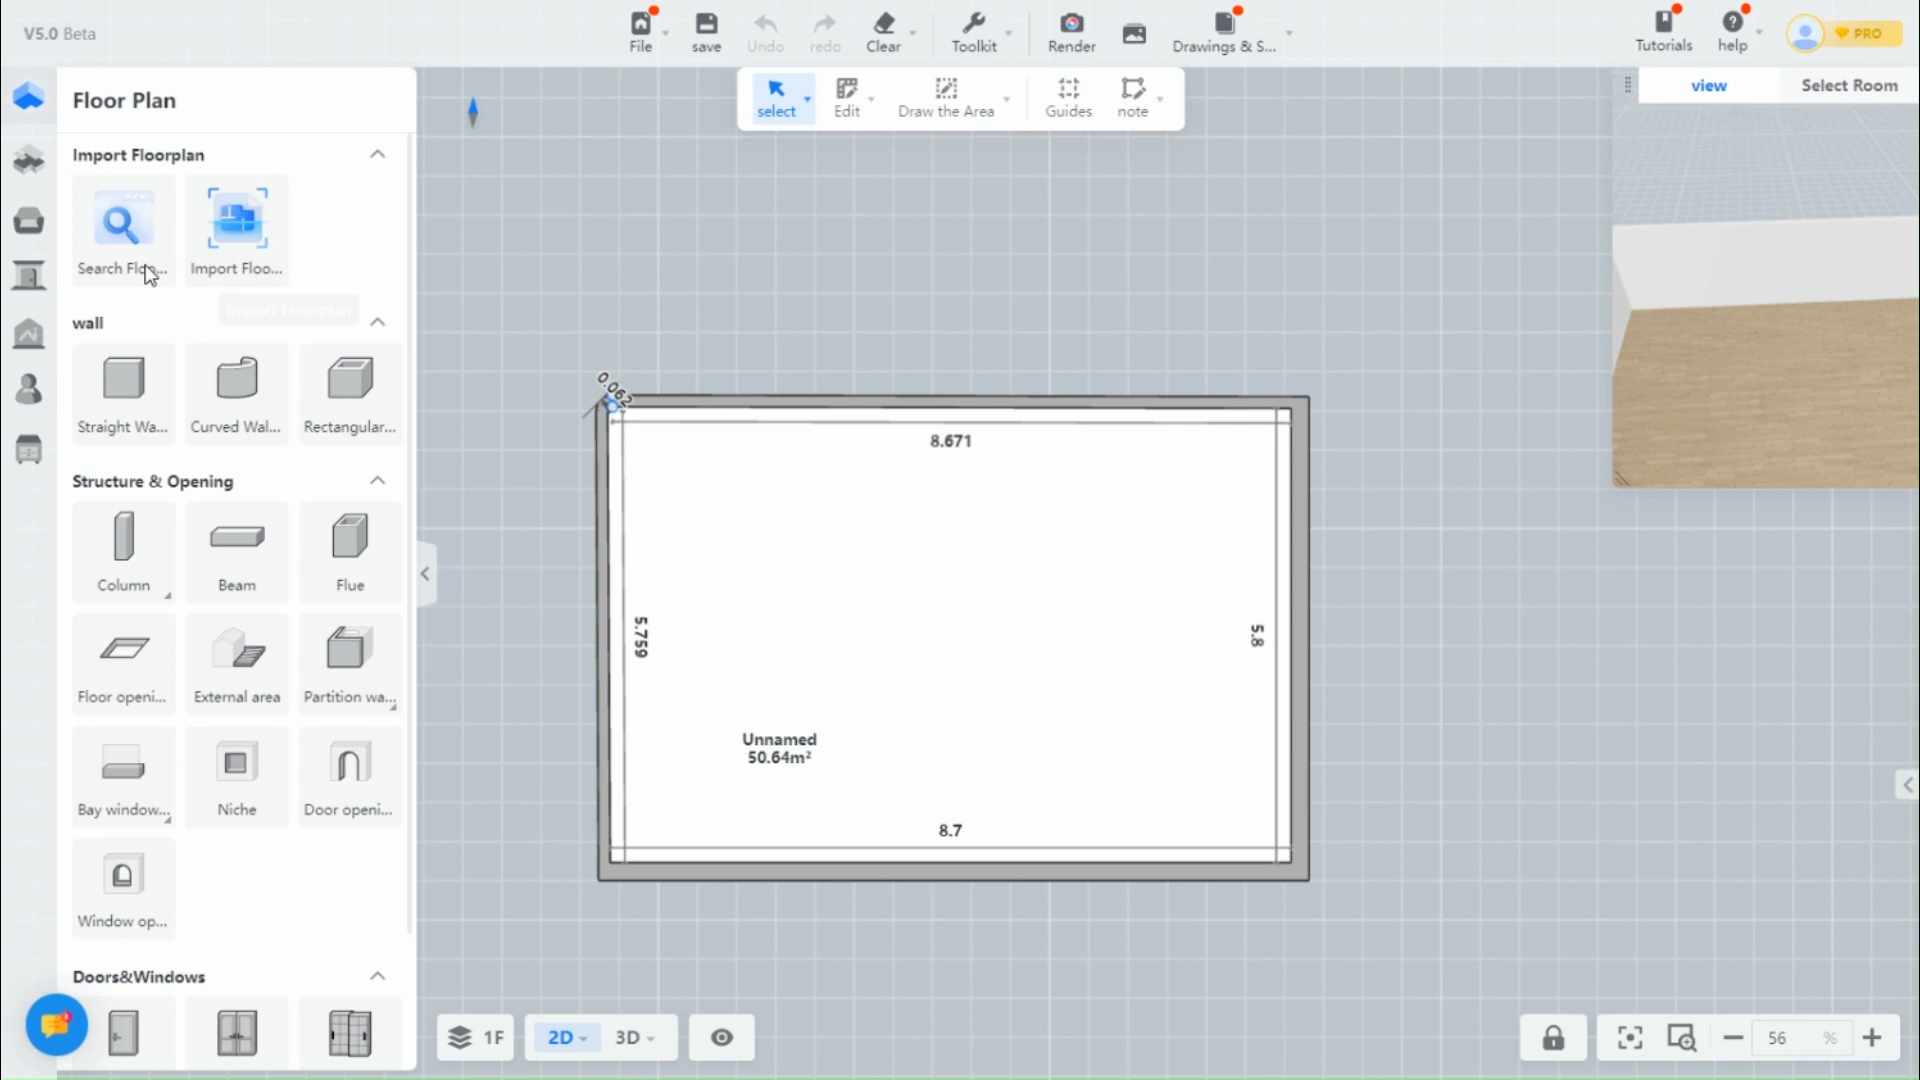 V5.0 Beta
File
save
Undo
redo
Clear
Toolkit
Render
Drawings & S...
Tutorials
help
PRO
Floor Plan
select
Edit
Draw the Area
Guides
note
view
Select Room
Import Floorplan
Search Floo...
Import Floo...
Import Floorplan
wall
Straight Wa...
Curved Wal...
Rectangular...
Structure & Opening
Column
Beam
Flue
Floor openi...
External area
Partition wa...
Bay window...
Niche
Door openi...
Window op...
Doors&Windows
0.062
8.671
5.759
5.8
Unnamed
50.64m²
8.7
1F
2D
3D
56
%